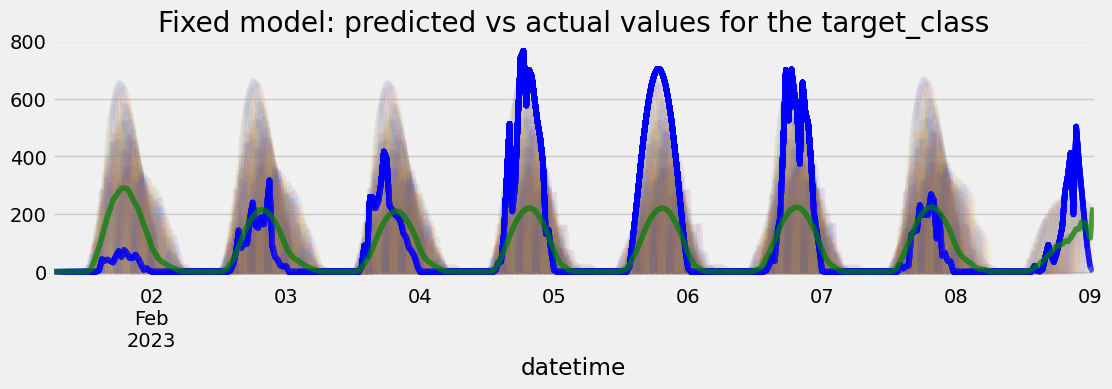 Fixed model: predicted vs actual values for the target_class
800
600
400
200
0
02 03 04 05 06 07 08 09
Feb
2023
datetime